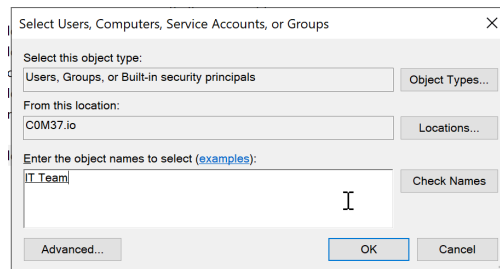 Select Users, Computers, Service Accounts, or Groups
Select this object type:
Users, Groups, or Built-in security principals
Object Types...
From this location:
C0M37.io
Locations...
Enter the object names to select (examples):
IT Team
Check Names
Advanced...
OK
Cancel